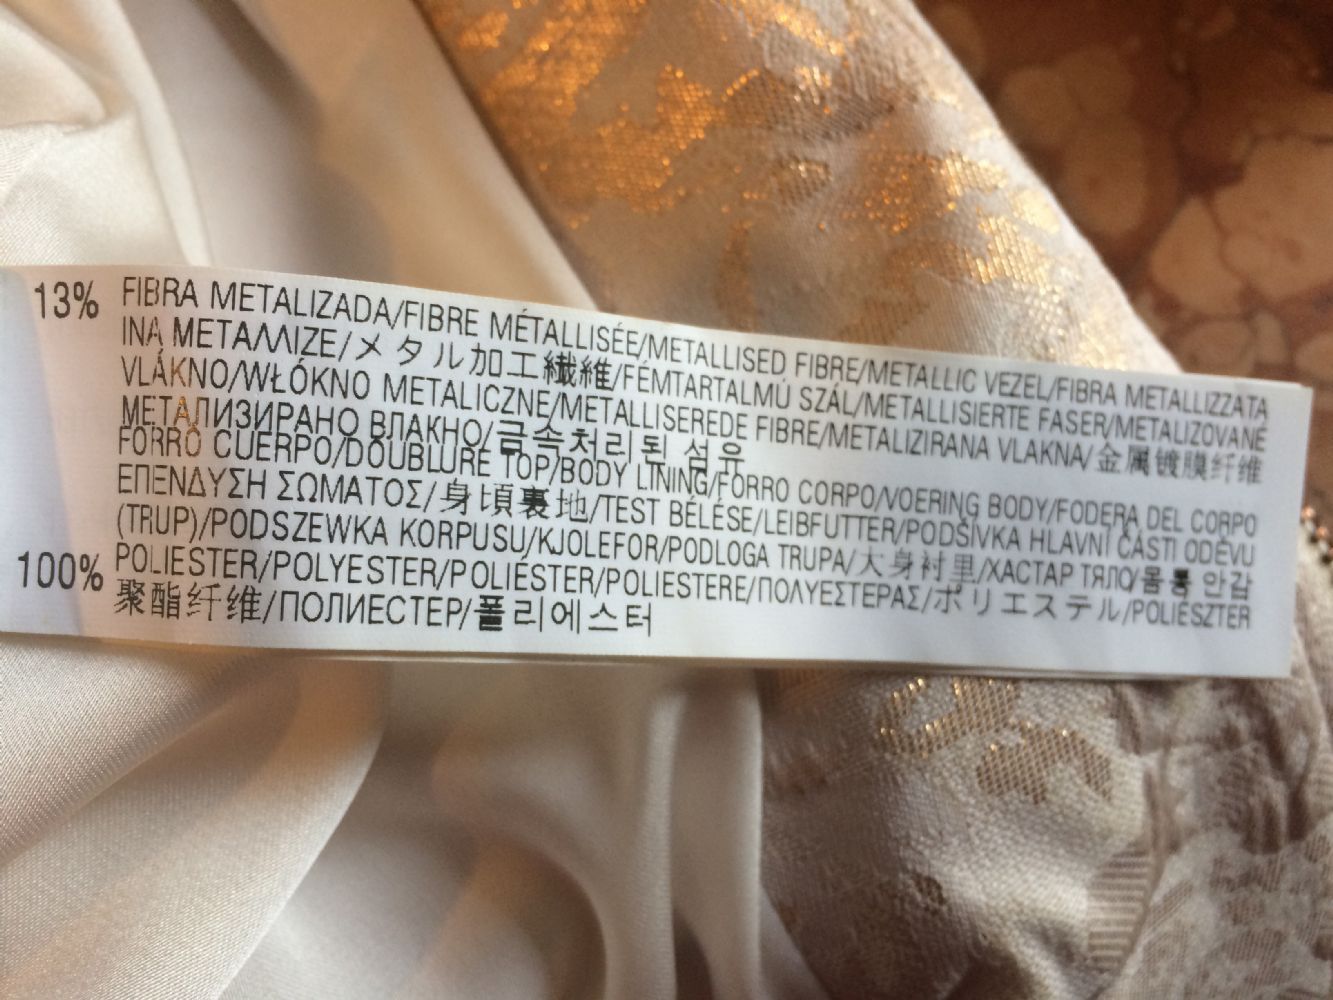 13% FIBRA METALIZADA/FIBRE MÉTALLISÉE/METALLISED FIBRE/METALLIC VEZEL/FIBRA METALLIZZATA
ΙΝΑ ΜΕΤΑΛΛΙΖΕ/メタル加工繊維/FÉMTARTALMÚ SZÁL/METALLISIERTE FASER/METALIZOVANÉ
VLÁKNO/WŁÓKNO METALICZNE/METALLISEREDE FIBRE/METALIZIRANA VLAKNA/金属镀膜纤维
МЕТАЛИЗИРАНО ВЛАКНО/금속처리된 섬유
FORRO CUERPO/DOUBLURE TOP/BODY LINING/FORRO CORPO/VOERING BODY/FODERA DEL CORPO
ΕΠΕΝΔΥΣΗ ΣΩΜΑΤΟΣ/身頃裏地/TEST BÉLÉSE/LEIBFUTTER/PODŠÍVKA HLAVNÍ ČÁSTI ODĚVU
(TRUP)/PODSZEWKA KORPUSU/KJOLEFOR/PODLOGA TRUPA/大身衬里/ХАСТАР ТЯЛО/몸통 안감
100% POLIESTER/POLYESTER/POLIÉSTER/POLIESTERE/ΠΟΛΥΕΣΤΕΡΑΣ/ポリエステル/POLIÉSZTER
聚酯纤维/ПОЛИЕСТЕР/폴리에스터